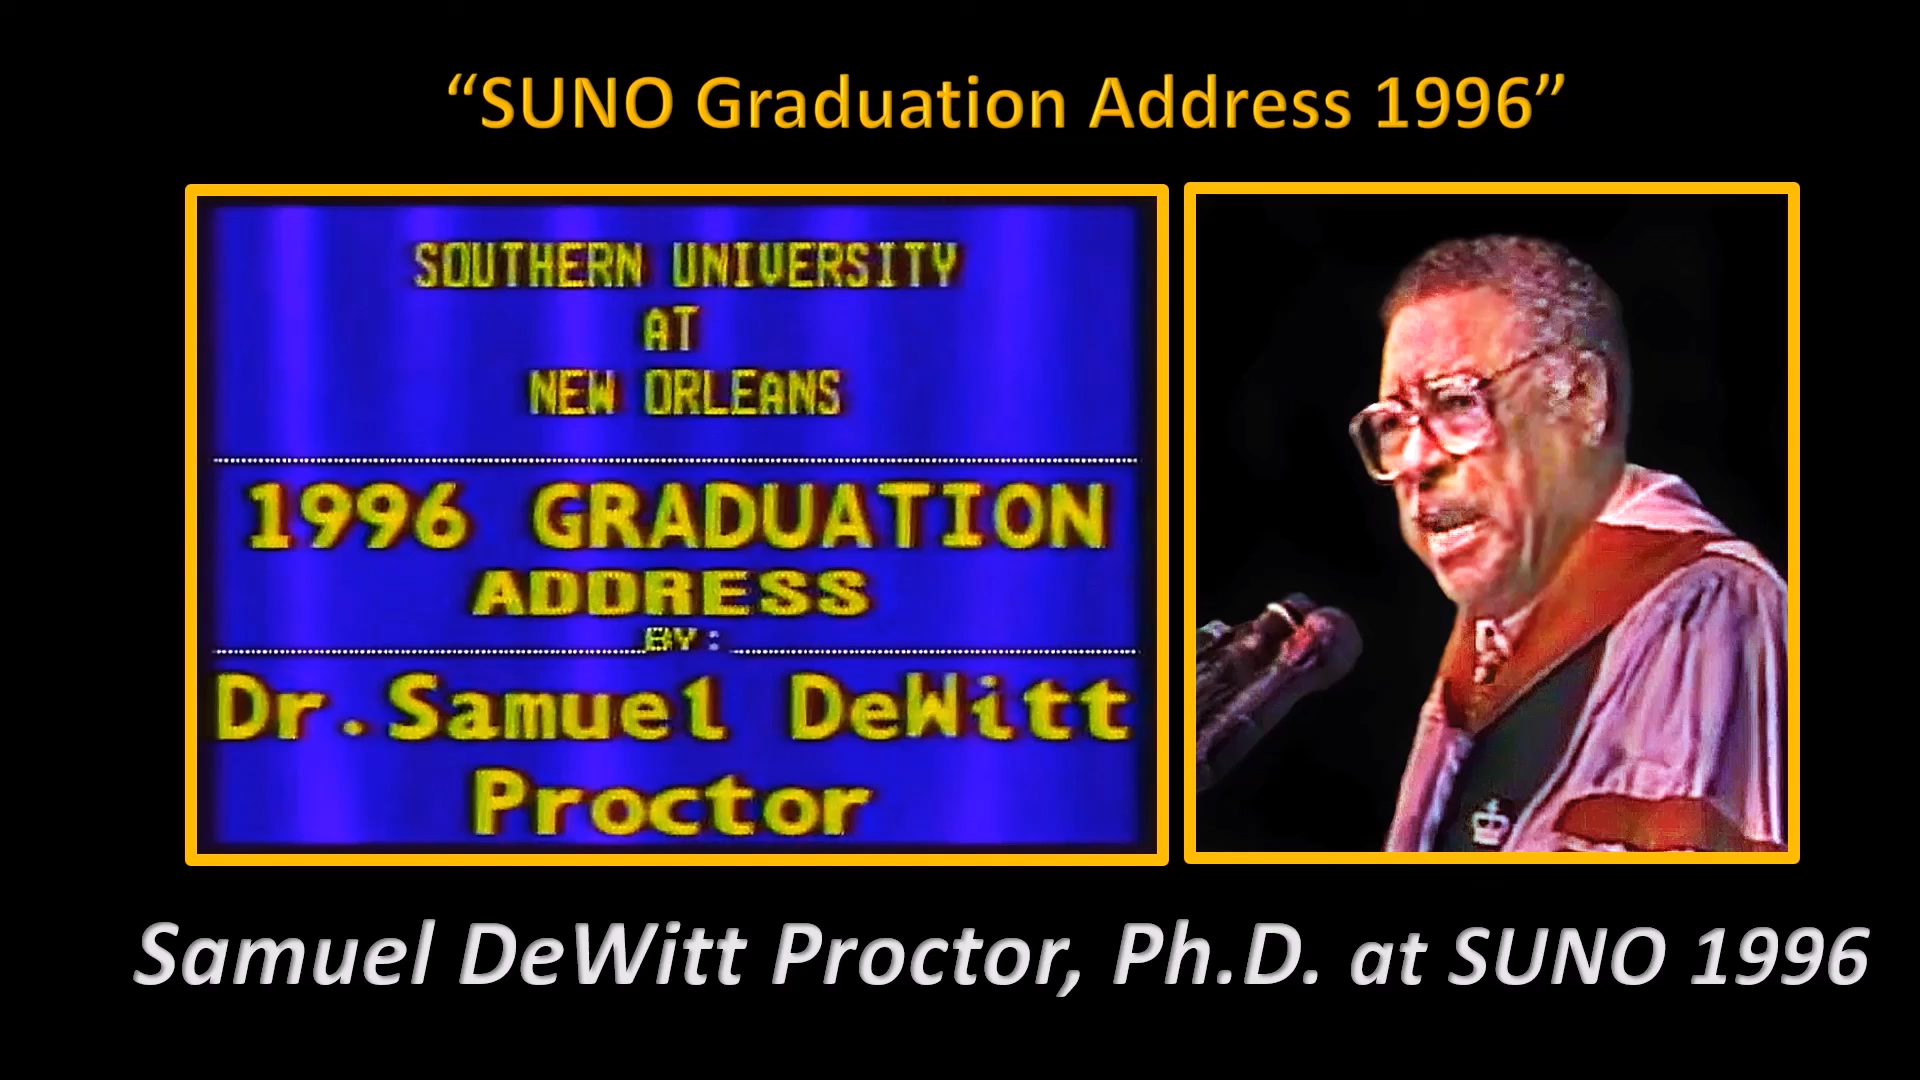 “SUNO Graduation Address 1996”
SOUTHERN UNIVERSITY
AT
NEW ORLEANS
1996 GRADUATION
ADDRESS
BY:
Dr.Samuel DeWitt
Proctor
Samuel DeWitt Proctor, Ph.D. at SUNO 1996